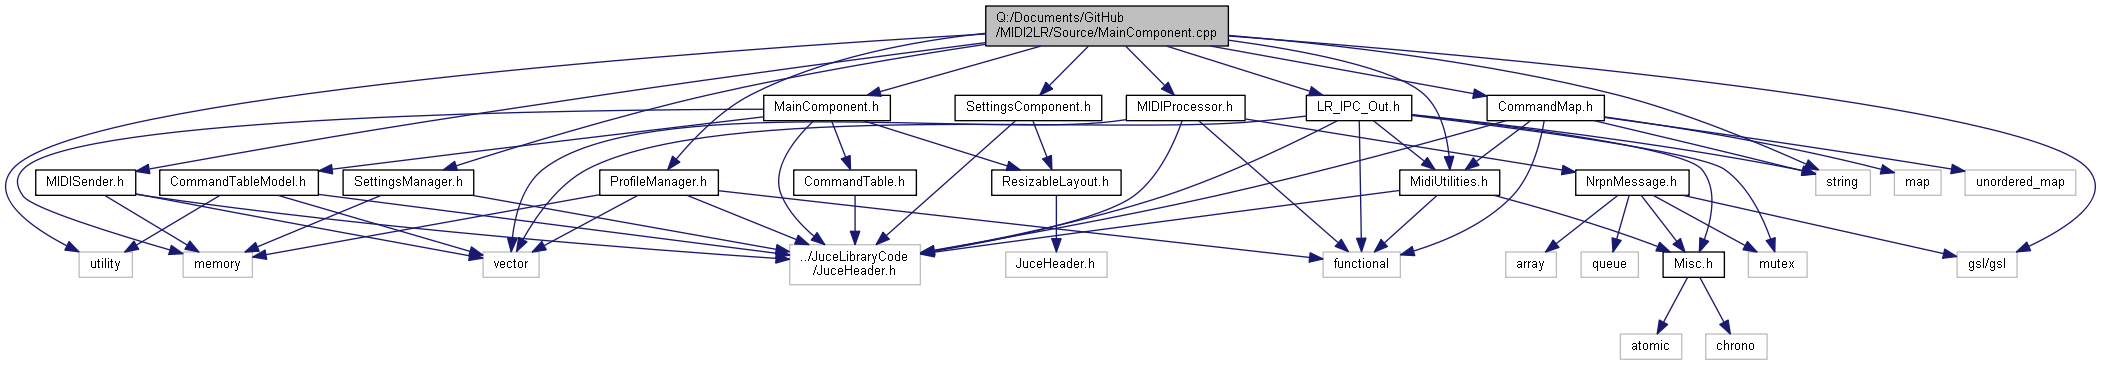 Q:/Documents/GitHub
/MIDI2LR/Source/MainComponent.cpp
MainComponent.h
SettingsComponent.h
MIDIProcessor.h
LR_IPC_Out.h
CommandMap.h
MIDISender.h
CommandTableModel.h
SettingsManager.h
ProfileManager.h
CommandTable.h
ResizableLayout.h
MidiUtilities.h
NrpnMessage.h
string
map
unordered_map
utility
memory
vector
../JuceLibraryCode
/JuceHeader.h
JuceHeader.h
functional
array
queue
Misc.h
mutex
gsl/gsl
atomic
chrono